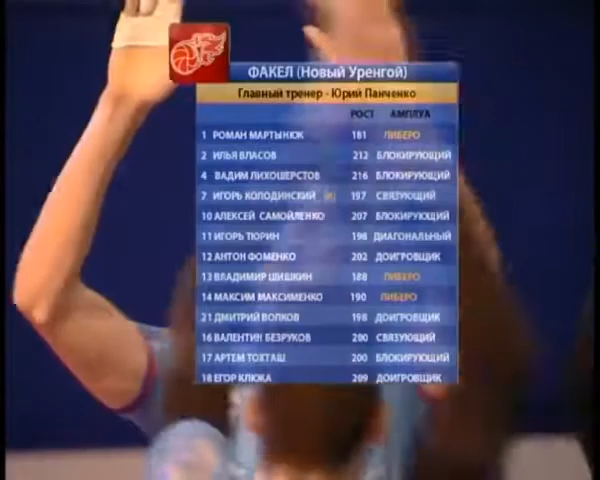 ФАКЕЛ (Новый Уренгой)
Главный тренер - Юрий Панченко
РОСТ АМПЛУА
1 РОМАН МАРТЫНЮК 181 ЛИБЕРО
2 ИЛЬЯ ВЛАСОВ 212 БЛОКИРУЮЩИЙ
4 ВАДИМ ЛИХОШЕРСТОВ 216 БЛОКИРУЮЩИЙ
7 ИГОРЬ КОЛОДИНСКИЙ (К) 197 СВЯЗУЮЩИЙ
10 АЛЕКСЕЙ САМОЙЛЕНКО 207 БЛОКИРУЮЩИЙ
11 ИГОРЬ ТЮРИН 198 ДИАГОНАЛЬНЫЙ
12 АНТОН ФОМЕНКО 202 ДОИГРОВЩИК
13 ВЛАДИМИР ШИШКИН 188 ЛИБЕРО
14 МАКСИМ МАКСИМЕНКО 190 ЛИБЕРО
21 ДМИТРИЙ ВОЛКОВ 198 ДОИГРОВЩИК
16 ВАЛЕНТИН БЕЗРУКОВ 200 СВЯЗУЮЩИЙ
17 АРТЕМ ТОХТАШ 200 БЛОКИРУЮЩИЙ
18 ЕГОР КЛЮКА 209 ДОИГРОВЩИК